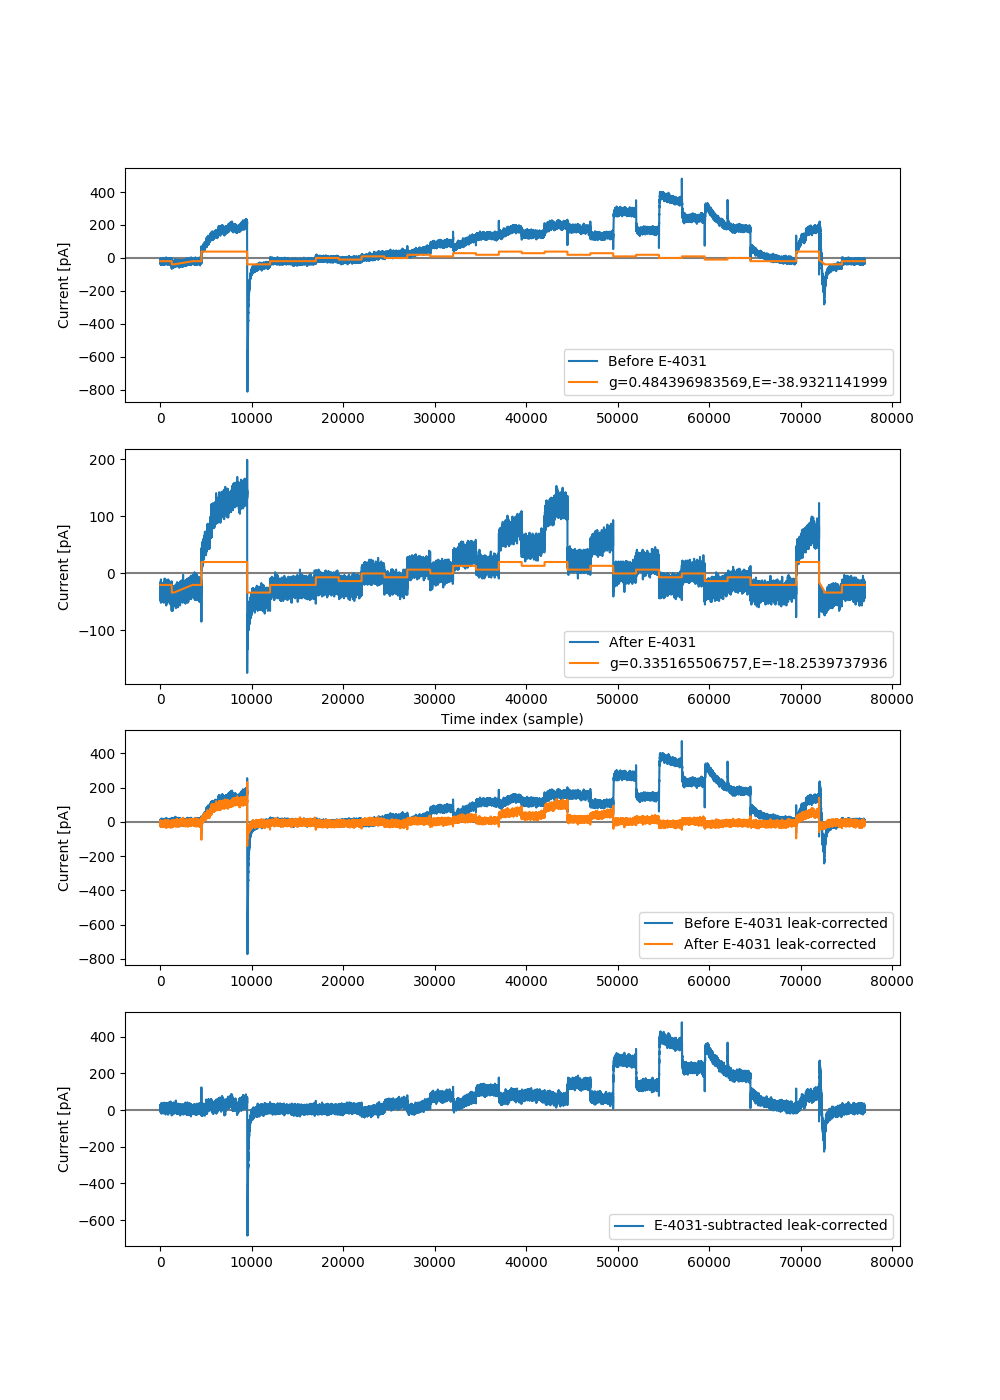 400
200
0
−200
−400
−600
−800
Current [pA]
Before E-4031
g=0.484396983569,E=-38.9321141999
0 10000 20000 30000 40000 50000 60000 70000 80000
200
100
0
−100
Current [pA]
After E-4031
g=0.335165506757,E=-18.2539737936
0 10000 20000 30000 40000 50000 60000 70000 80000
Time index (sample)
400
200
0
−200
−400
−600
−800
Current [pA]
Before E-4031 leak-corrected
After E-4031 leak-corrected
0 10000 20000 30000 40000 50000 60000 70000 80000
400
200
0
−200
−400
−600
Current [pA]
E-4031-subtracted leak-corrected
0 10000 20000 30000 40000 50000 60000 70000 80000